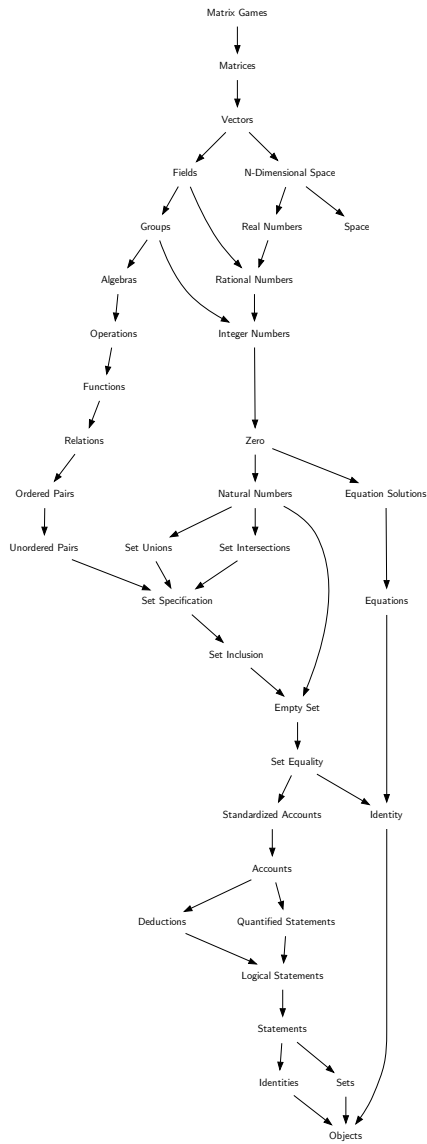 Matrix Games
Matrices
Vectors
Fields
N-Dimensional Space
Groups
Real Numbers
Space
Algebras
Rational Numbers
Operations
Integer Numbers
Functions
Relations
Zero
Ordered Pairs
Natural Numbers
Equation Solutions
Unordered Pairs
Set Unions
Set Intersections
Set Specification
Equations
Set Inclusion
Empty Set
Set Equality
Standardized Accounts
Identity
Accounts
Deductions
Quantified Statements
Logical Statements
Statements
Identities
Sets
Objects